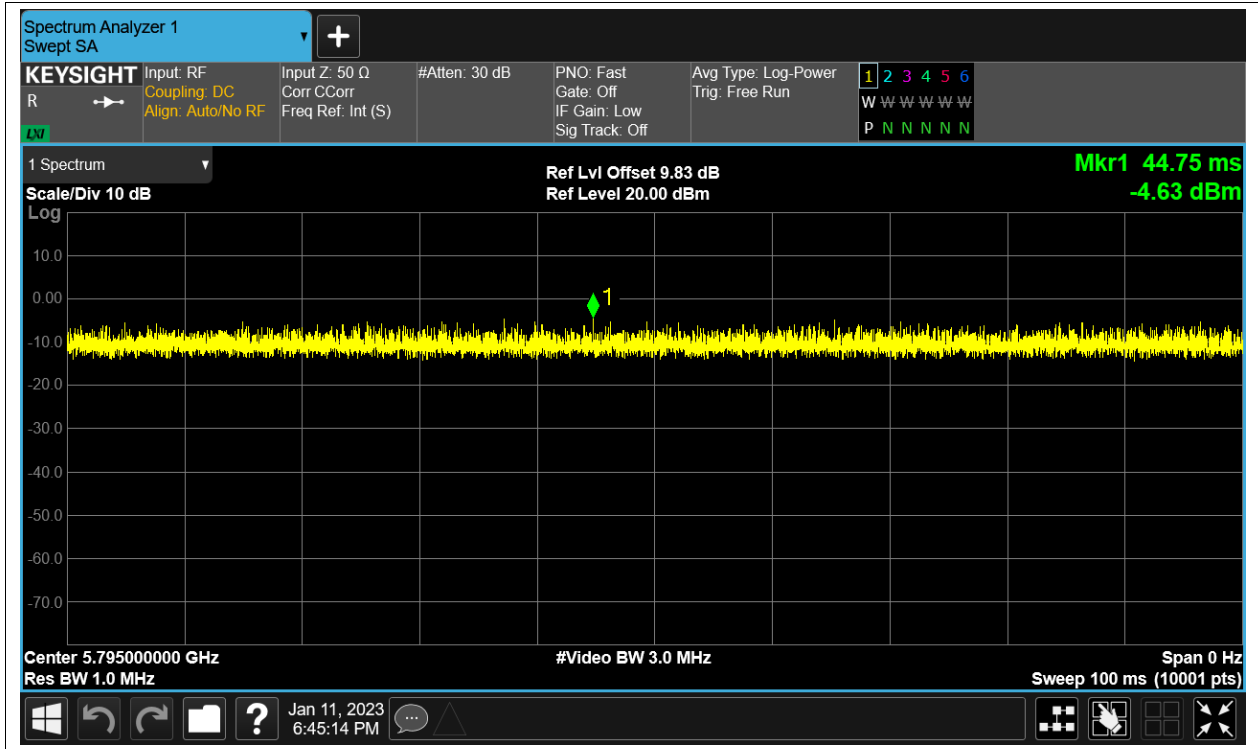 Spectrum Analyzer 1
Swept SA
+
KEYSIGHT
R
LXI
Input: RF
Coupling: DC
Align: Auto/No RF
Input Z: 50 Ω
Corr CCorr
Freq Ref: Int (S)
#Atten: 30 dB
PNO: Fast
Gate: Off
IF Gain: Low
Sig Track: Off
Avg Type: Log-Power
Trig: Free Run
1 2 3 4 5 6
W W W W W W
P N N N N N
1 Spectrum
Scale/Div 10 dB
Ref Lvl Offset 9.83 dB
Ref Level 20.00 dBm
Mkr1 44.75 ms
-4.63 dBm
Log
10.0
0.00
1
-10.0
-20.0
-30.0
-40.0
-50.0
-60.0
-70.0
Center 5.795000000 GHz
#Video BW 3.0 MHz
Span 0 Hz
Res BW 1.0 MHz
Sweep 100 ms (10001 pts)
?
Jan 11, 2023
6:45:14 PM